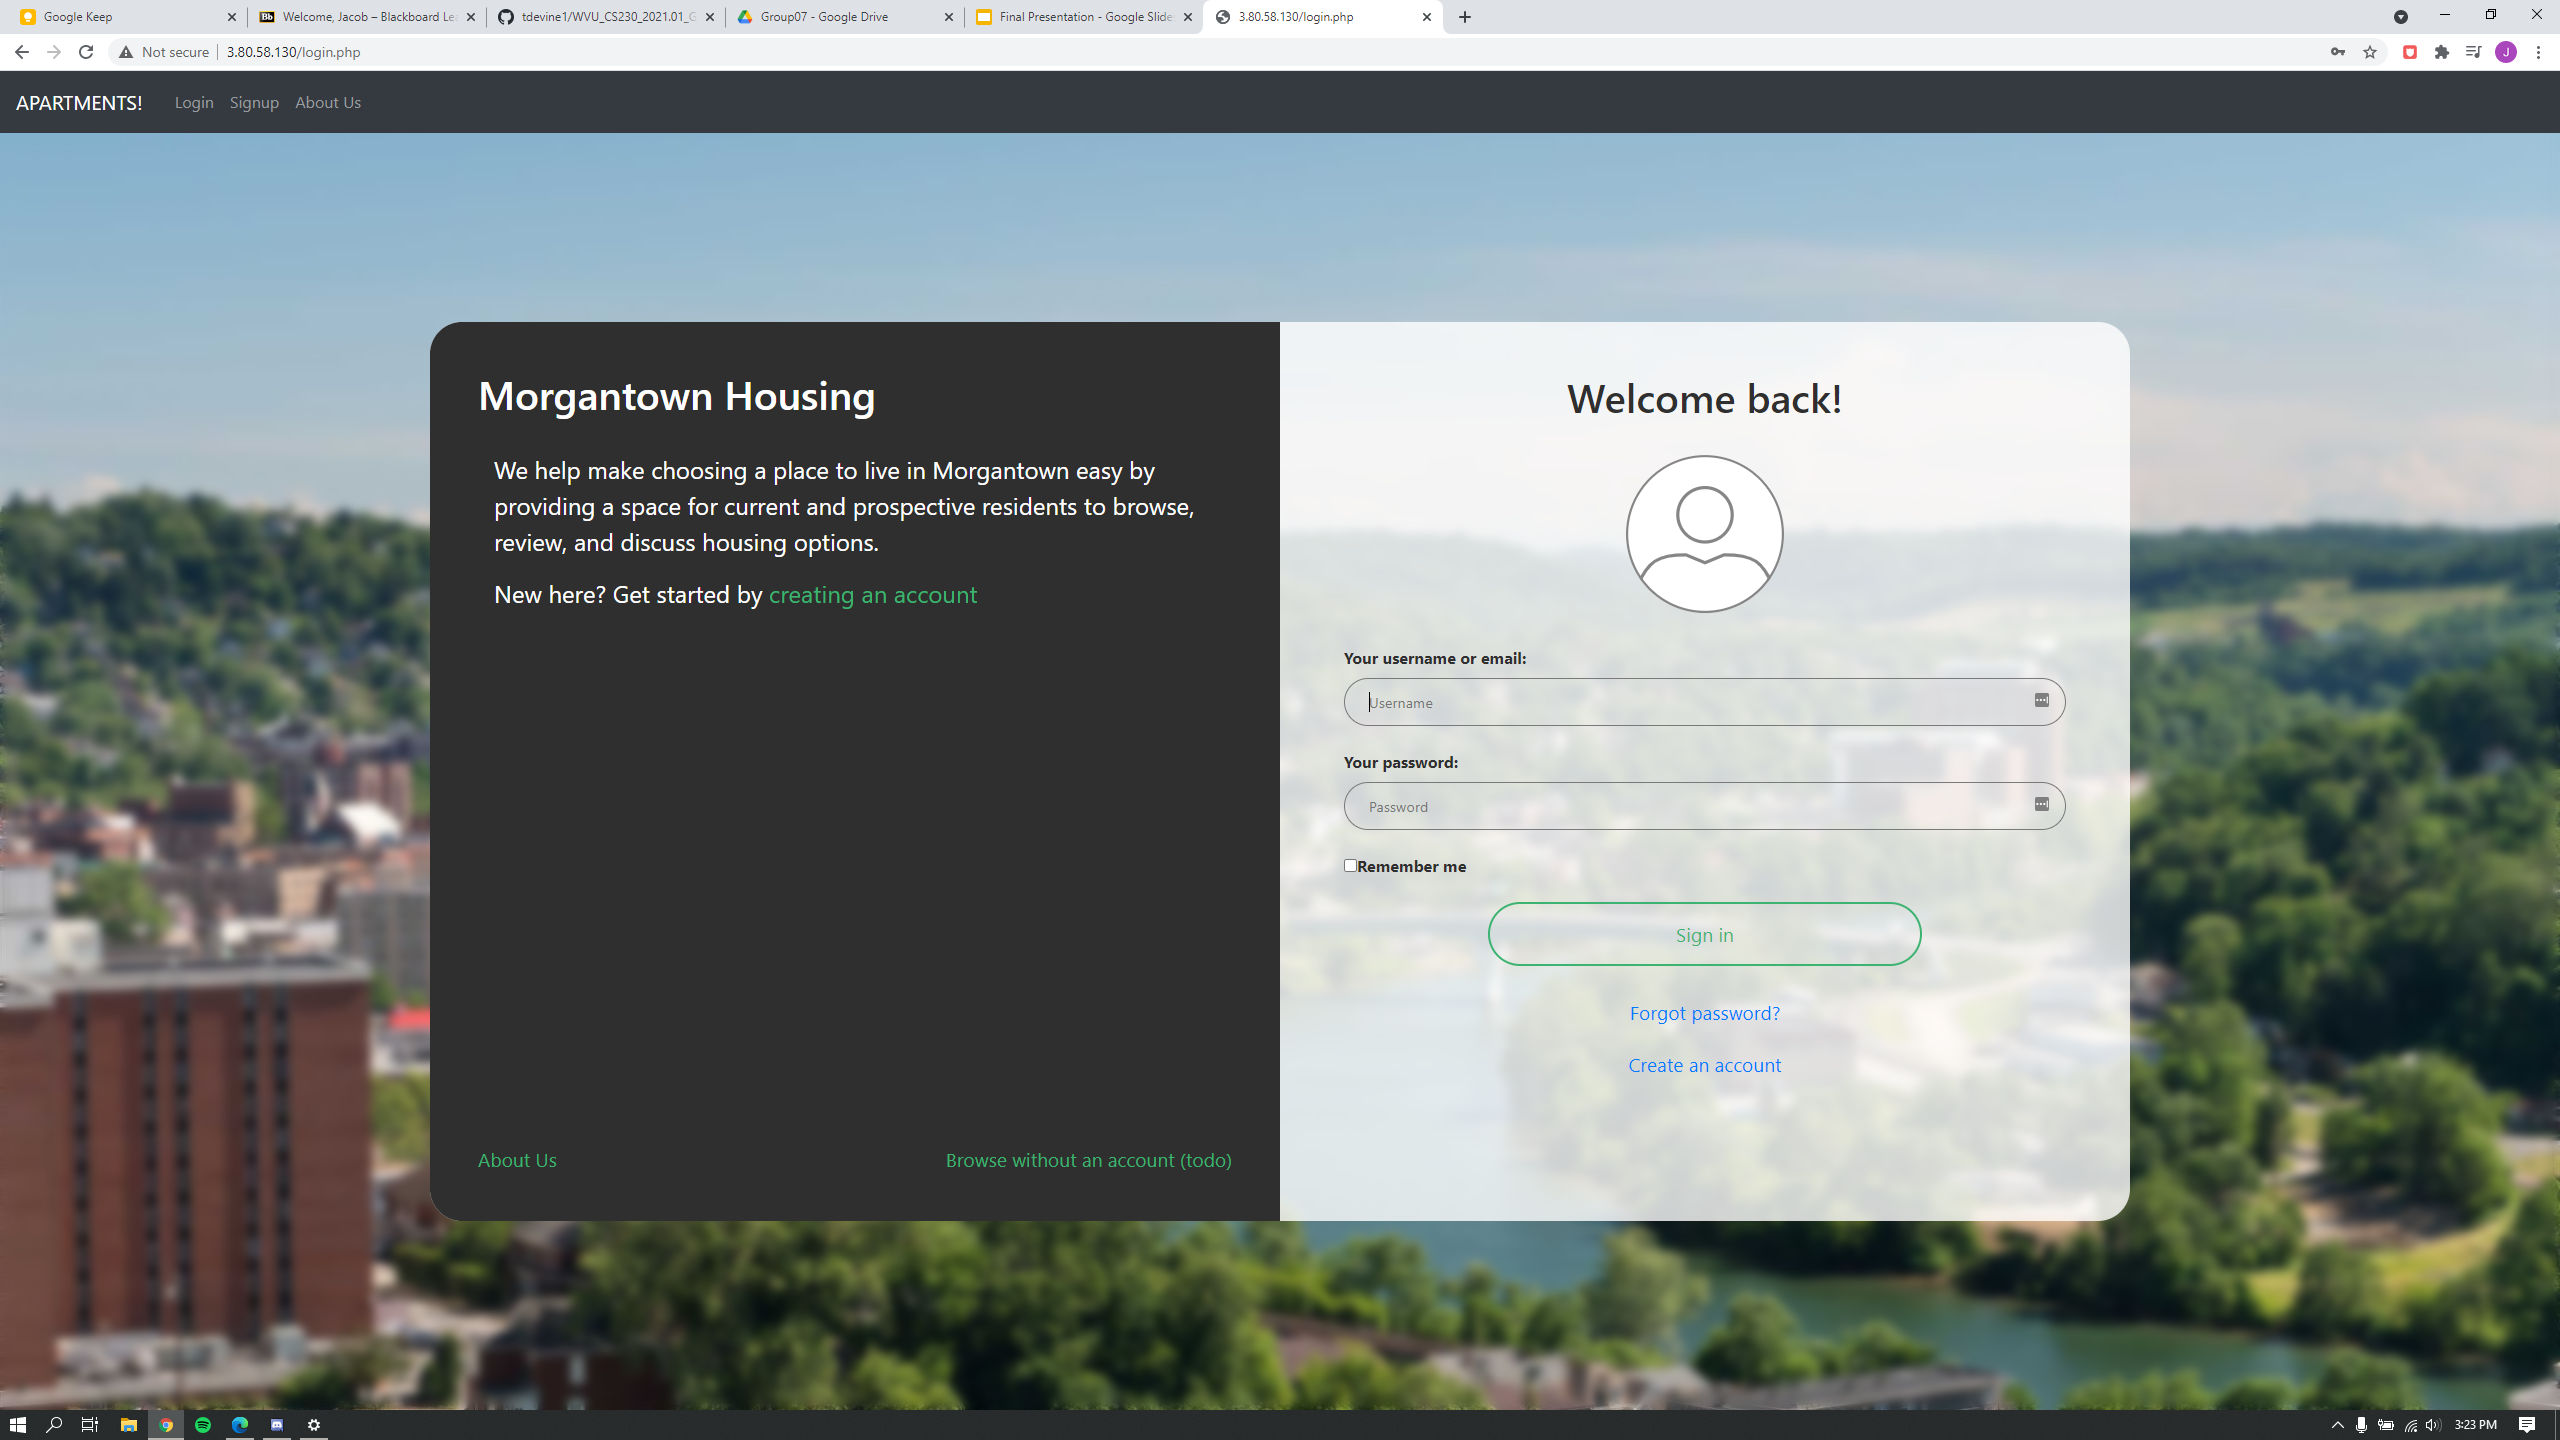 Google Keep
Welcome, Jacob – Blackboard Le
tdevine1/WVU_CS230_2021.01_G
Group07 - Google Drive
Final Presentation - Google Slide
3.80.58.130/login.php
Not secure
3.80.58.130/login.php
J
APARTMENTS!
Login
Signup
About Us
Morgantown Housing
We help make choosing a place to live in Morgantown easy by
providing a space for current and prospective residents to browse,
review, and discuss housing options.
New here? Get started by creating an account
About Us
Browse without an account (todo)
Welcome back!
Your username or email:
Username
Your password:
Password
Remember me
Sign in
Forgot password?
Create an account
3:23 PM